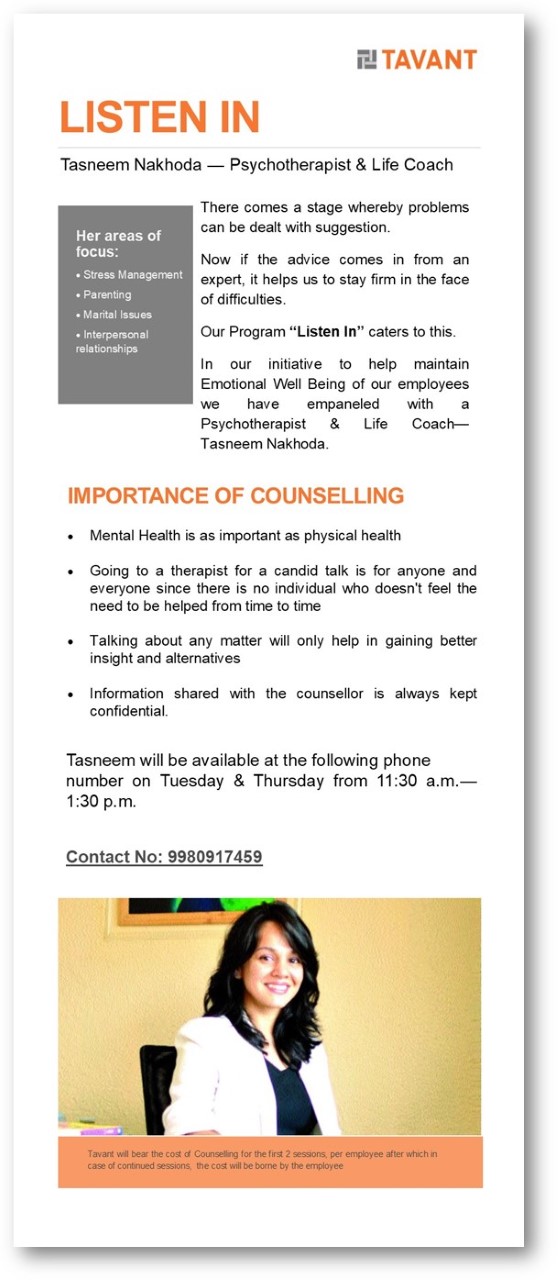 TAVANT
LISTEN IN
Tasneem Nakhoda — Psychotherapist & Life Coach
Her areas of
focus:
• Stress Management
• Parenting
• Marital Issues
• Interpersonal
relationships
There comes a stage whereby problems
can be dealt with suggestion.
Now if the advice comes in from an
expert, it helps us to stay firm in the face
of difficulties.
Our Program “Listen In” caters to this.
In our initiative to help maintain
Emotional Well Being of our employees
we have empaneled with a
Psychotherapist & Life Coach—
Tasneem Nakhoda.
IMPORTANCE OF COUNSELLING
• Mental Health is as important as physical health
• Going to a therapist for a candid talk is for anyone and
everyone since there is no individual who doesn't feel the
need to be helped from time to time
• Talking about any matter will only help in gaining better
insight and alternatives
• Information shared with the counsellor is always kept
confidential.
Tasneem will be available at the following phone
number on Tuesday & Thursday from 11:30 a.m.—
1:30 p.m.
Contact No: 9980917459
Tavant will bear the cost of Counselling for the first 2 sessions, per employee after which in
case of continued sessions, the cost will be borne by the employee